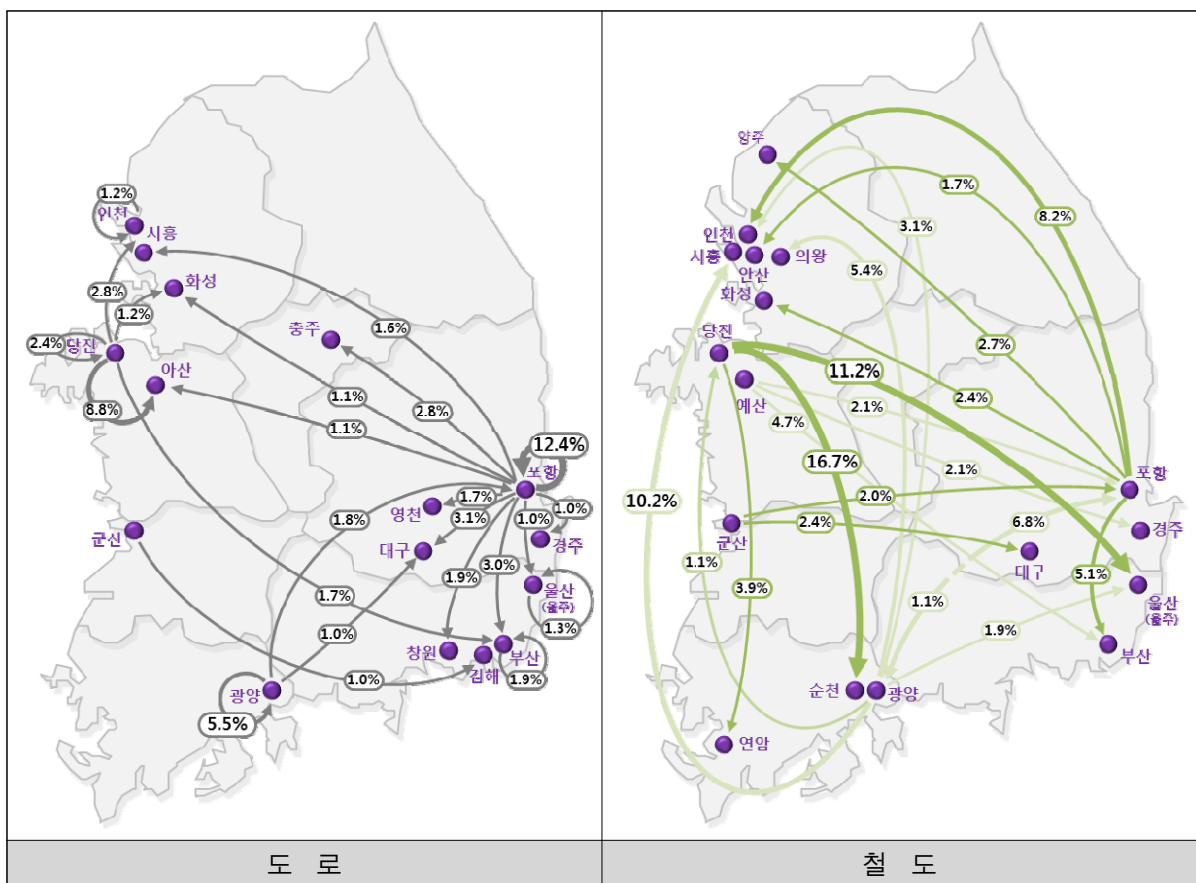 1.2%
인천
시흥
2.8%
화성
1.2%
1.6%
충주
2.4%
당진
아산
8.8%
1.1%
2.8%
1.1%
12.4%
포항
1.7%
영천
1.0%
1.0%
1.8%
3.1%
군산
대구
경주
1.9%
3.0%
울산
(울주)
1.7%
1.3%
1.0%
창원
김해
부산
1.0%
1.9%
광양
5.5%
도 로
양주
1.7%
8.2%
3.1%
인천
시흥
안산
의왕
5.4%
화성
당진
2.7%
11.2%
2.4%
예산
2.1%
4.7%
16.7%
2.1%
포항
10.2%
2.0%
6.8%
군산
2.4%
경주
1.1%
대구
5.1%
3.9%
1.1%
울산
(울주)
1.9%
부산
순천
광양
연암
철 도